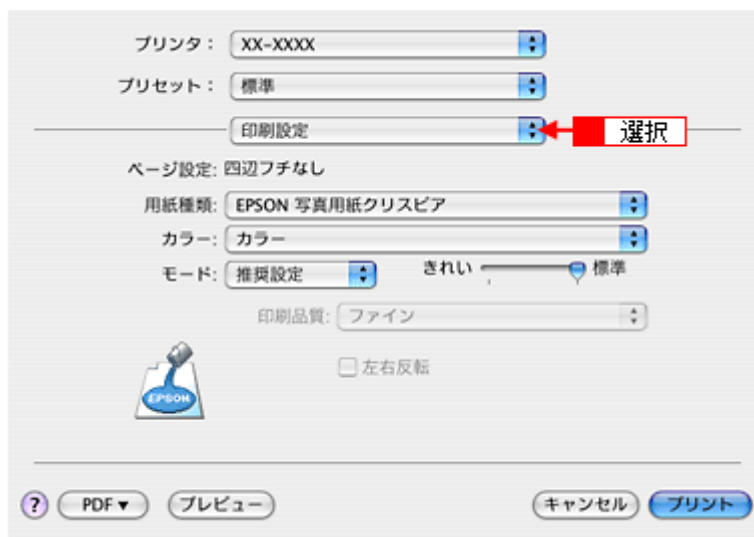 プリンタ： XX-XXXX
プリセット： 標準
印刷設定 選択
ページ設定: 四辺フチなし
用紙種類: EPSON 写真用紙クリスピア
カラー: カラー
モード: 推奨設定 きれい 標準
印刷品質: ファイン
左右反転
EPSON
? PDF▼ プレビュー キャンセル プリント